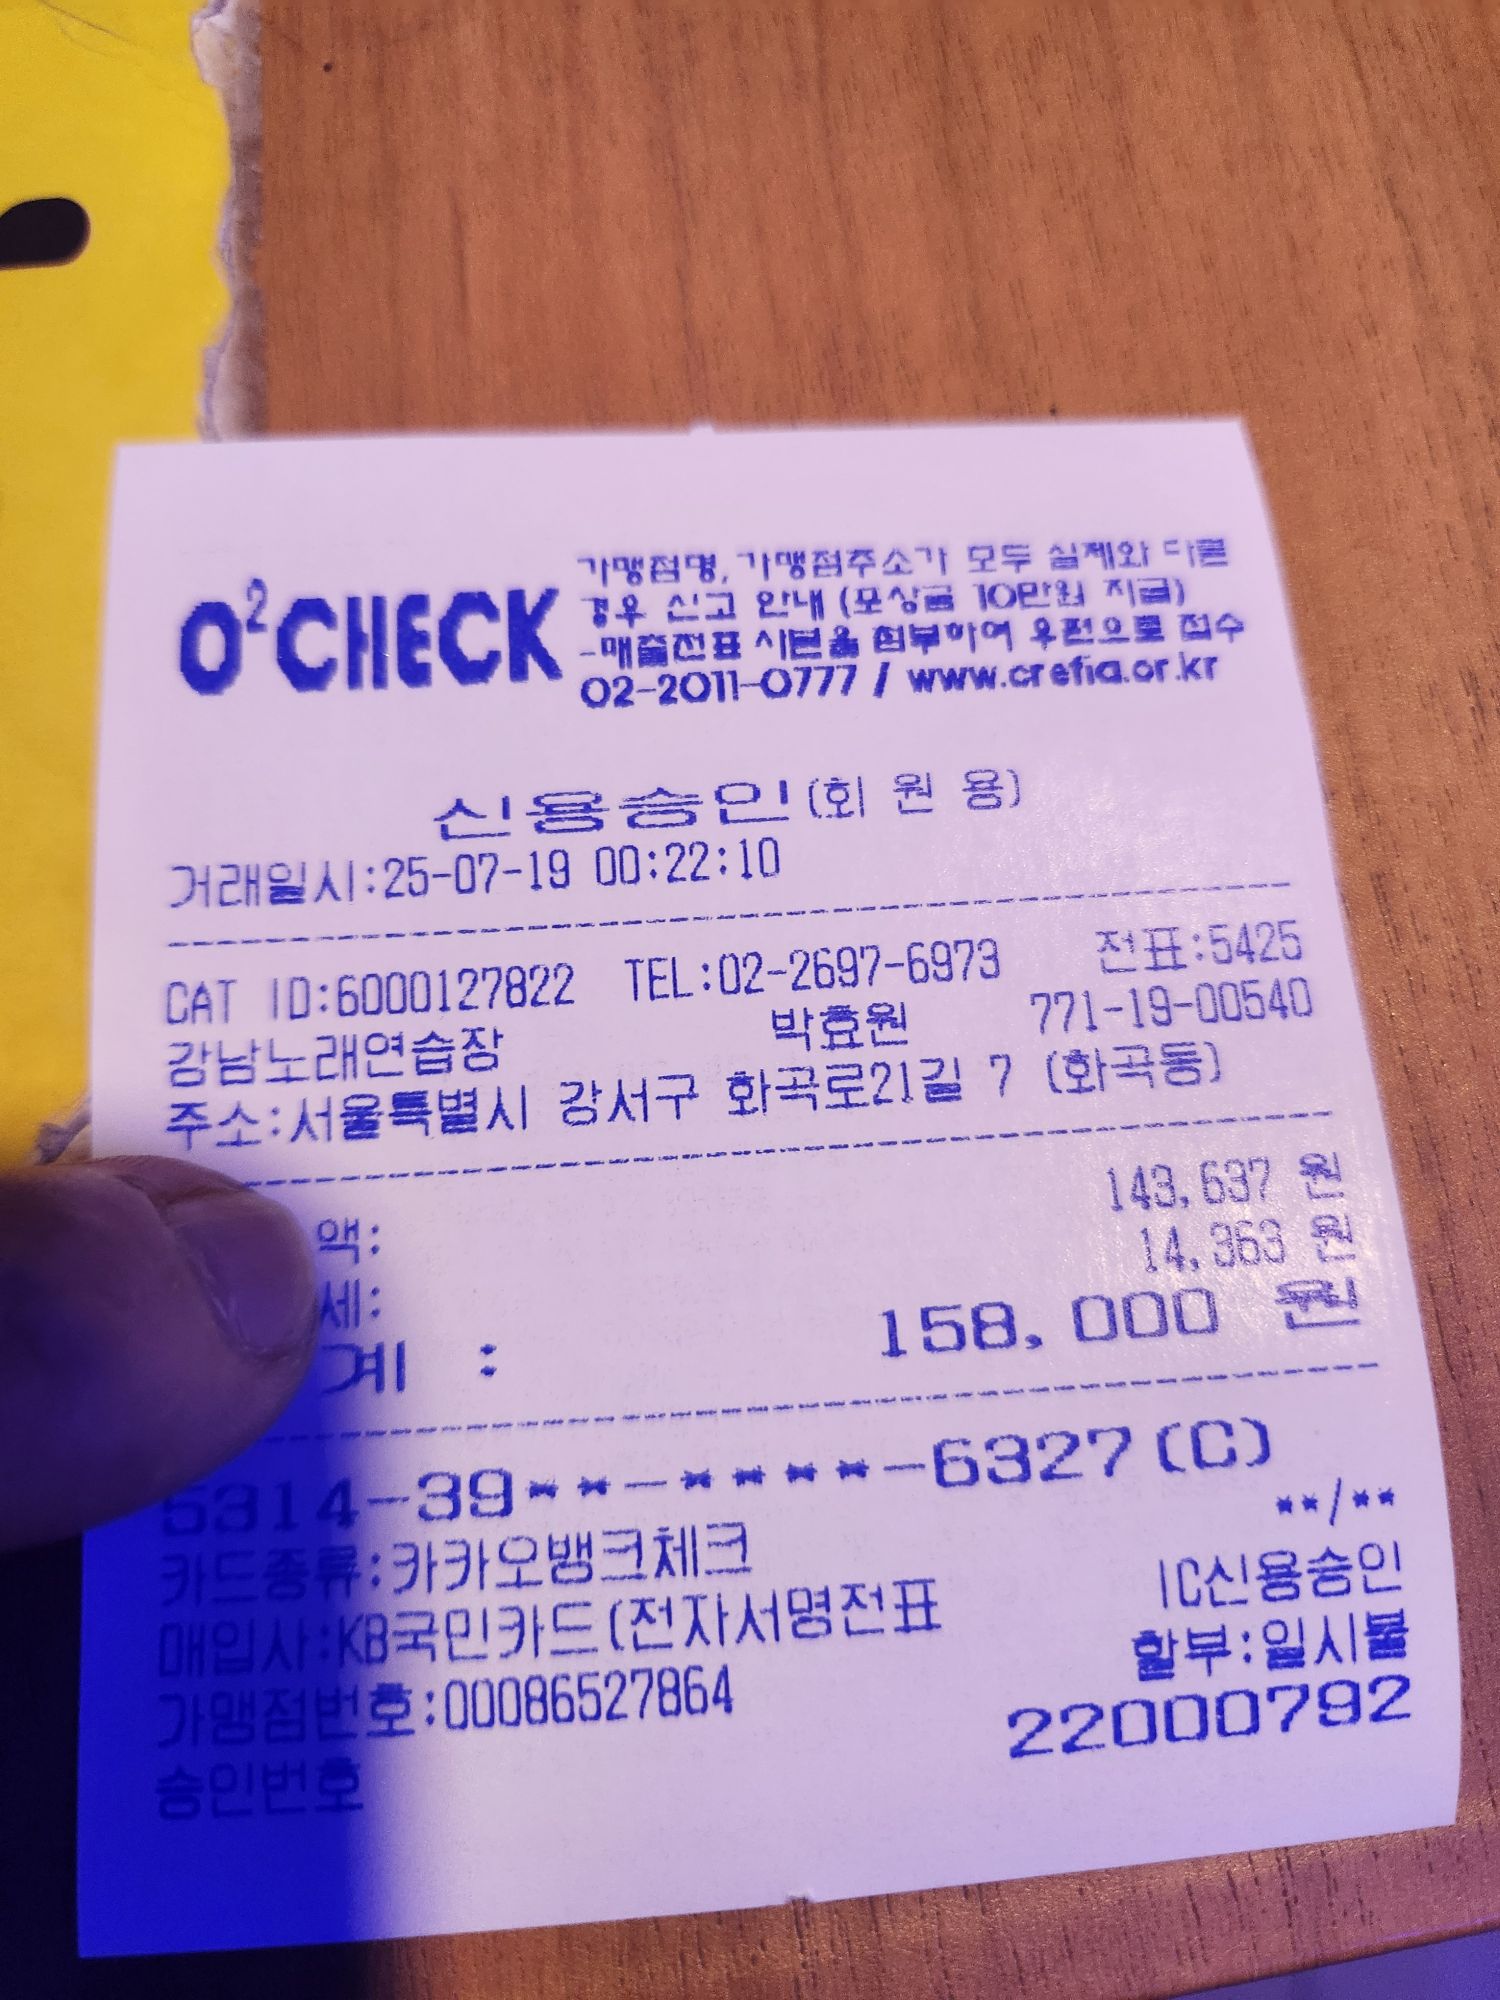 O²CHECK
가맹점명, 가맹점주소가 모두 실제와 다른
경우 신고 안내 (포상금 10만원 지급)
-매출전표 사본을 첨부하여 우편으로 접수
02-2011-0777 / www.crefia.or.kr
신용승인(회 원 용)
거래일시:25-07-19 00:22:10
CAT ID:6000127822 TEL:02-2697-6973 전표:5425
강남노래연습장 박효원 771-19-00540
주소:서울특별시 강서구 화곡로21길 7 (화곡동)
액: 143,637 원
세: 14,363 원
계 : 158,000 원
5314-39**-****-6327(C)
**/**
카드종류:카카오뱅크체크 IC신용승인
매입사:KB국민카드(전자서명전표 할부:일시불
가맹점번호:00086527864
승인번호 22000792